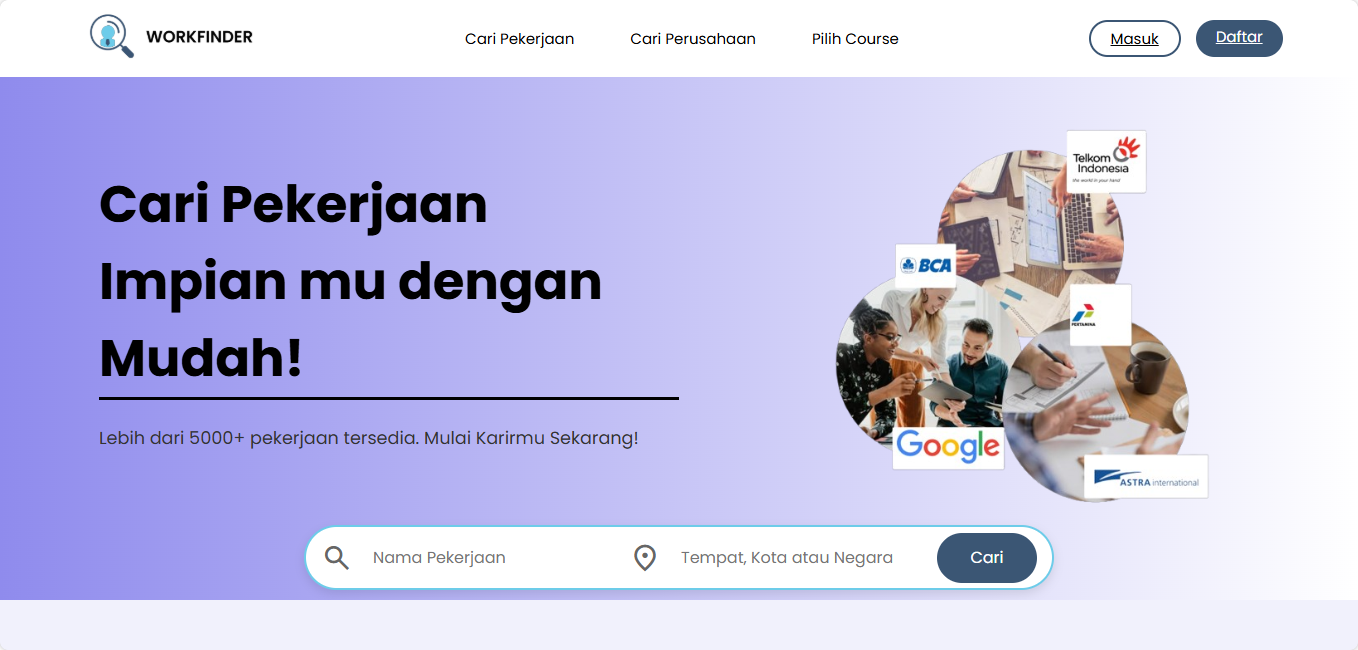 WORKFINDER
Cari Pekerjaan
Cari Perusahaan
Pilih Course
Masuk
Daftar
Cari Pekerjaan
Impian mu dengan
Mudah!
Lebih dari 5000+ pekerjaan tersedia. Mulai Karirmu Sekarang!
Telkom
Indonesia
the world in your hand
BCA
PERTAMINA
Google
ASTRA international
Nama Pekerjaan
Tempat, Kota atau Negara
Cari